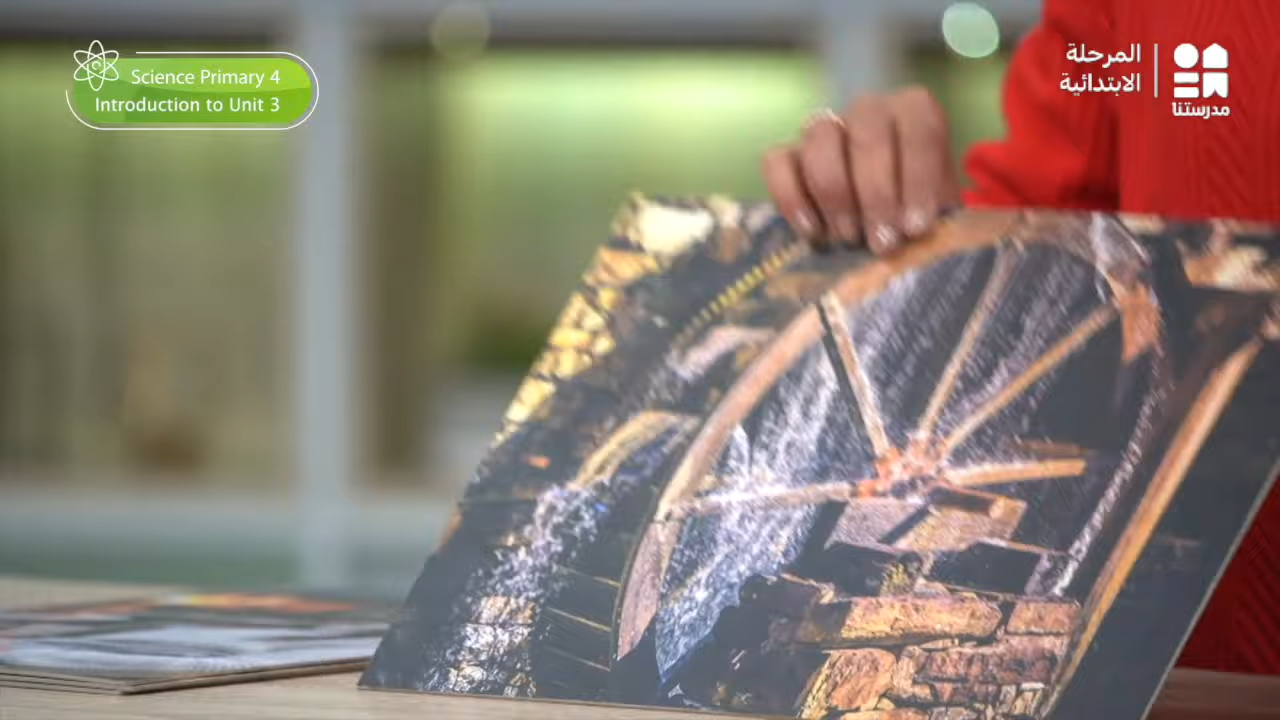 Science Primary 4
Introduction to Unit 3
المرحلة
الابتدائية
مدرستنا